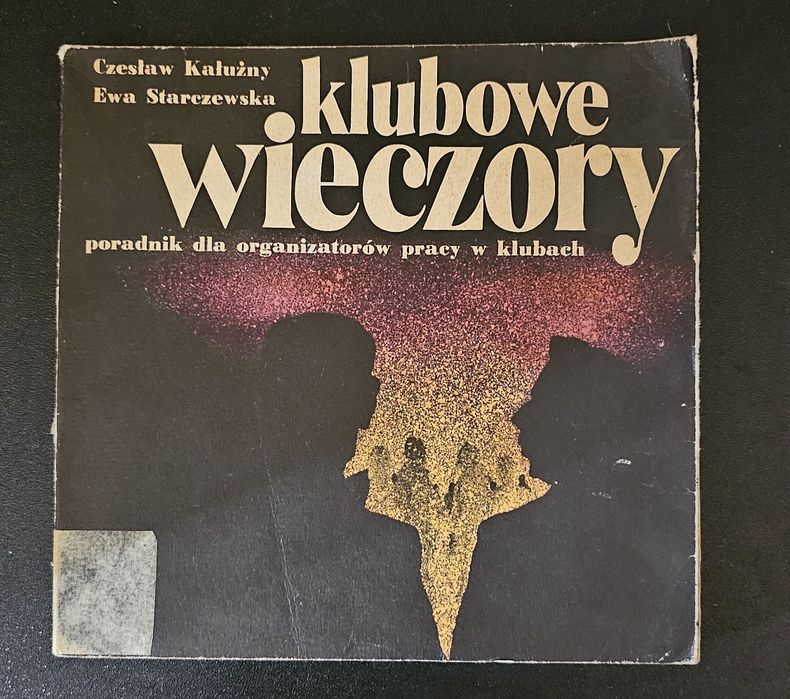 Czesław Kałużny
Ewa Starczewska
klubowe
wieczory
poradnik dla organizatorów pracy w klubach